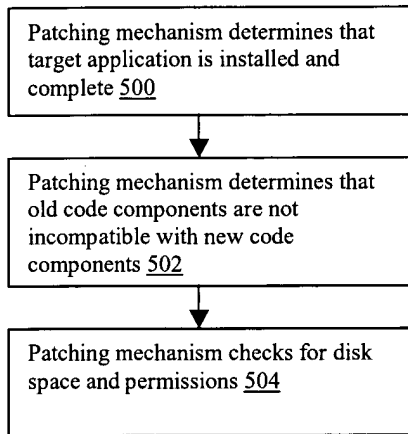 Patching mechanism determines that
target application is installed and
complete 500
Patching mechanism determines that
old code components are not
incompatible with new code
components 502
Patching mechanism checks for disk
space and permissions 504